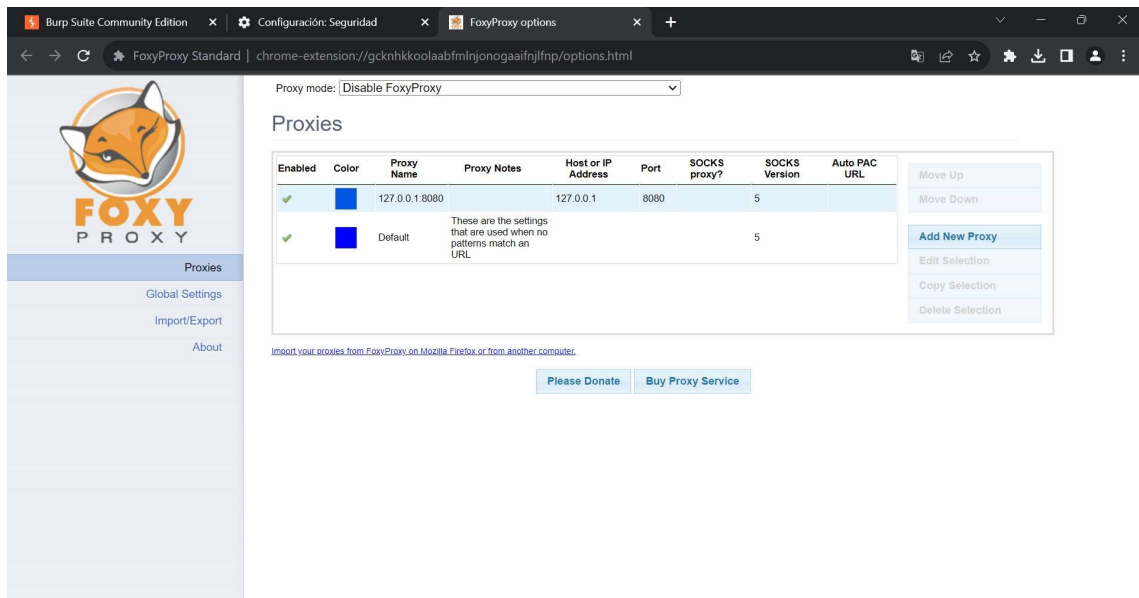 Burp Suite Community Edition
Configuración: Seguridad
FoxyProxy options
FoxyProxy Standard | chrome-extension://gcknhkkoolaabfmlnjonogaaifnjlfnp/options.html
FOXY
PROXY
Proxies
Global Settings
Import/Export
About
Proxy mode: Disable FoxyProxy
Proxies
Enabled Color Proxy Name Proxy Notes Host or IP Address Port SOCKS proxy? SOCKS Version Auto PAC URL
127.0.0.1:8080 127.0.0.1 8080 5
Default These are the settings that are used when no patterns match an URL 5
Move Up
Move Down
Add New Proxy
Edit Selection
Copy Selection
Delete Selection
Import your proxies from FoxyProxy on Mozilla Firefox or from another computer.
Please Donate Buy Proxy Service